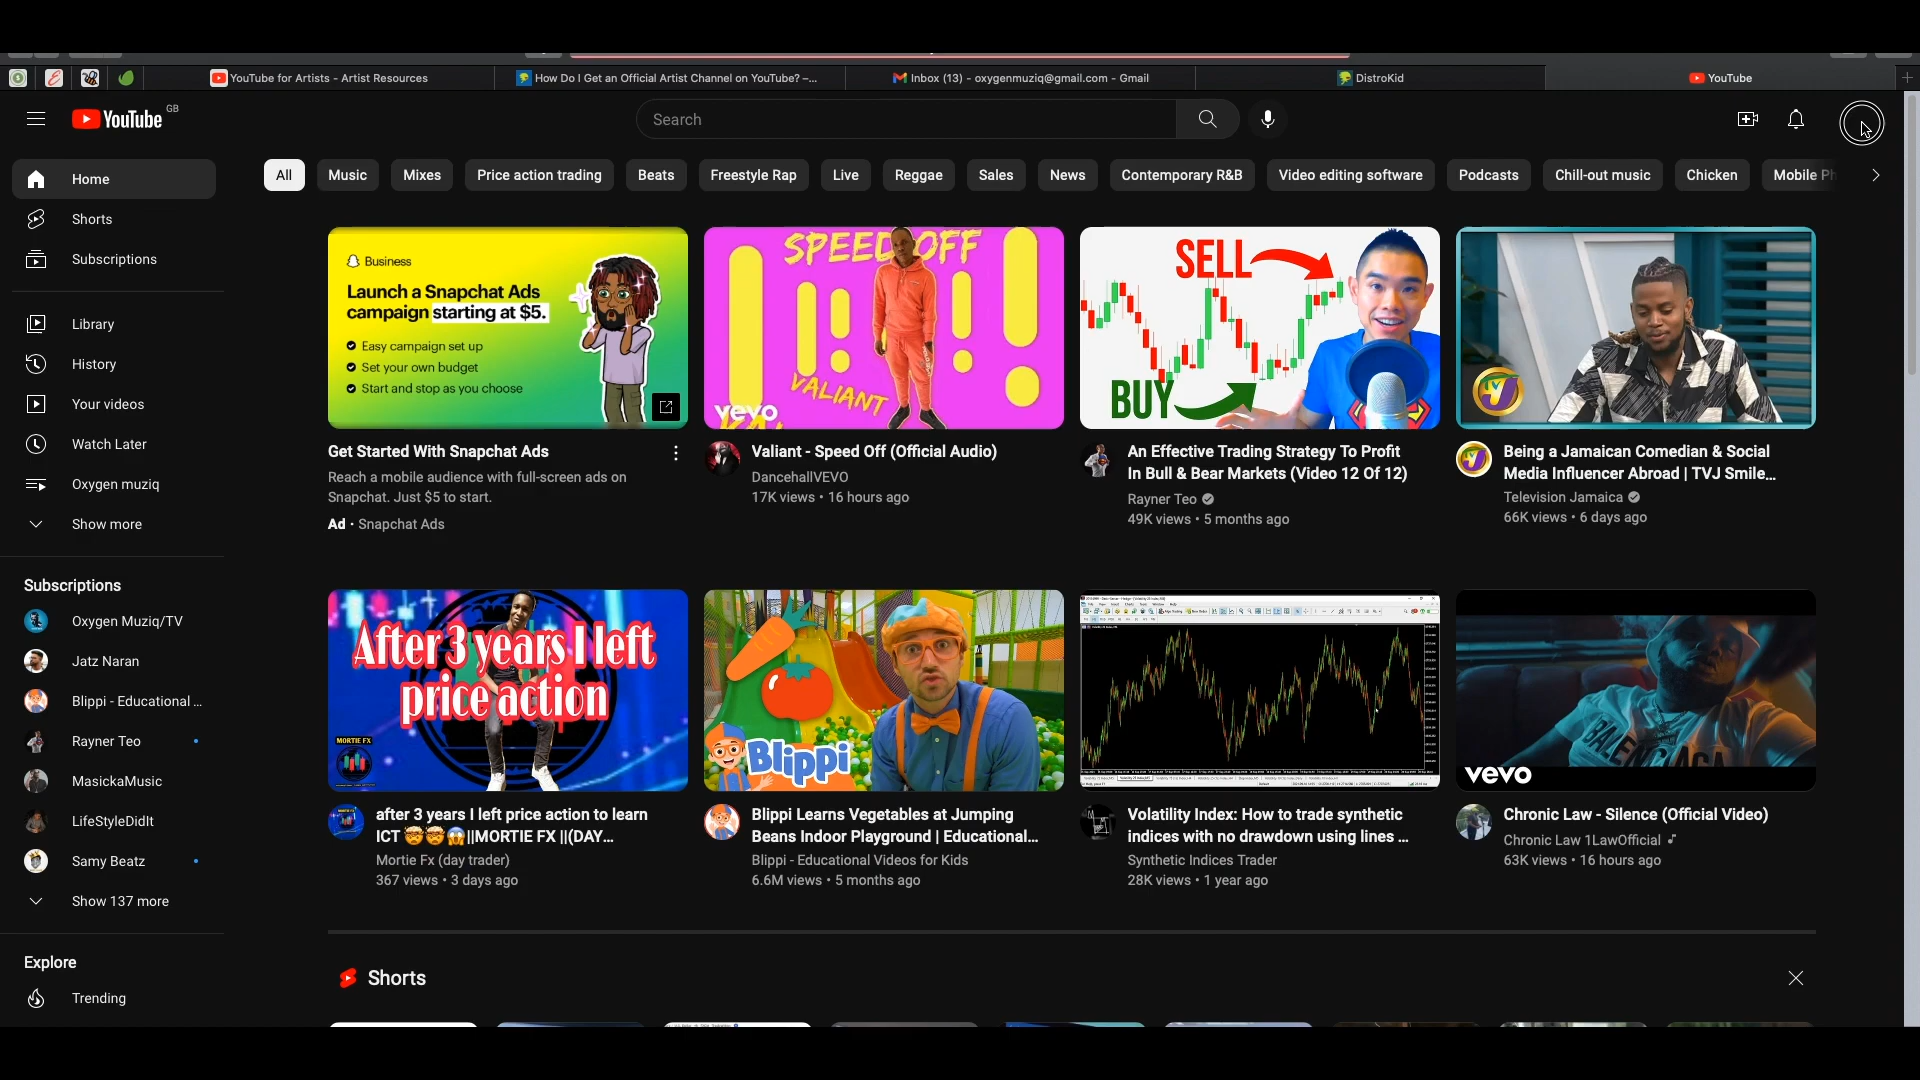 YouTube for Artists - Artist Resources
How Do I Get an Official Artist Channel on YouTube? –...
Inbox (13) - oxygenmuziq@gmail.com - Gmail
DistroKid
YouTube
YouTube GB
Search
Home
Shorts
Subscriptions
Library
History
Your videos
Watch Later
Oxygen muziq
Show more
Subscriptions
Oxygen Muziq/TV
Jatz Naran
Blippi - Educational ...
Rayner Teo
MasickaMusic
LifeStyleDidIt
Samy Beatz
Show 137 more
Explore
Trending
All
Music
Mixes
Price action trading
Beats
Freestyle Rap
Live
Reggae
Sales
News
Contemporary R&B
Video editing software
Podcasts
Chill-out music
Chicken
Mobile Ph
Business
Launch a Snapchat Ads
campaign starting at $5.
Easy campaign set up
Set your own budget
Start and stop as you choose
Get Started With Snapchat Ads
Reach a mobile audience with full-screen ads on
Snapchat. Just $5 to start.
Ad • Snapchat Ads
SPEED OFF
VALIANT
vevo
Valiant - Speed Off (Official Audio)
DancehallVEVO
17K views • 16 hours ago
SELL
BUY
An Effective Trading Strategy To Profit
In Bull & Bear Markets (Video 12 Of 12)
Rayner Teo
49K views • 5 months ago
TVJ
Being a Jamaican Comedian & Social
Media Influencer Abroad | TVJ Smile...
Television Jamaica
66K views • 6 days ago
After 3 years I left
price action
MORTIE FX
after 3 years I left price action to learn
ICT 🤯🤯😱||MORTIE FX ||(DAY...
Mortie Fx (day trader)
367 views • 3 days ago
Blippi
Blippi Learns Vegetables at Jumping
Beans Indoor Playground | Educational...
Blippi - Educational Videos for Kids
6.6M views • 5 months ago
Volatility Index: How to trade synthetic
indices with no drawdown using lines ...
Synthetic Indices Trader
28K views • 1 year ago
BALENCIAGA
vevo
Chronic Law - Silence (Official Video)
Chronic Law 1LawOfficial
63K views • 16 hours ago
Shorts